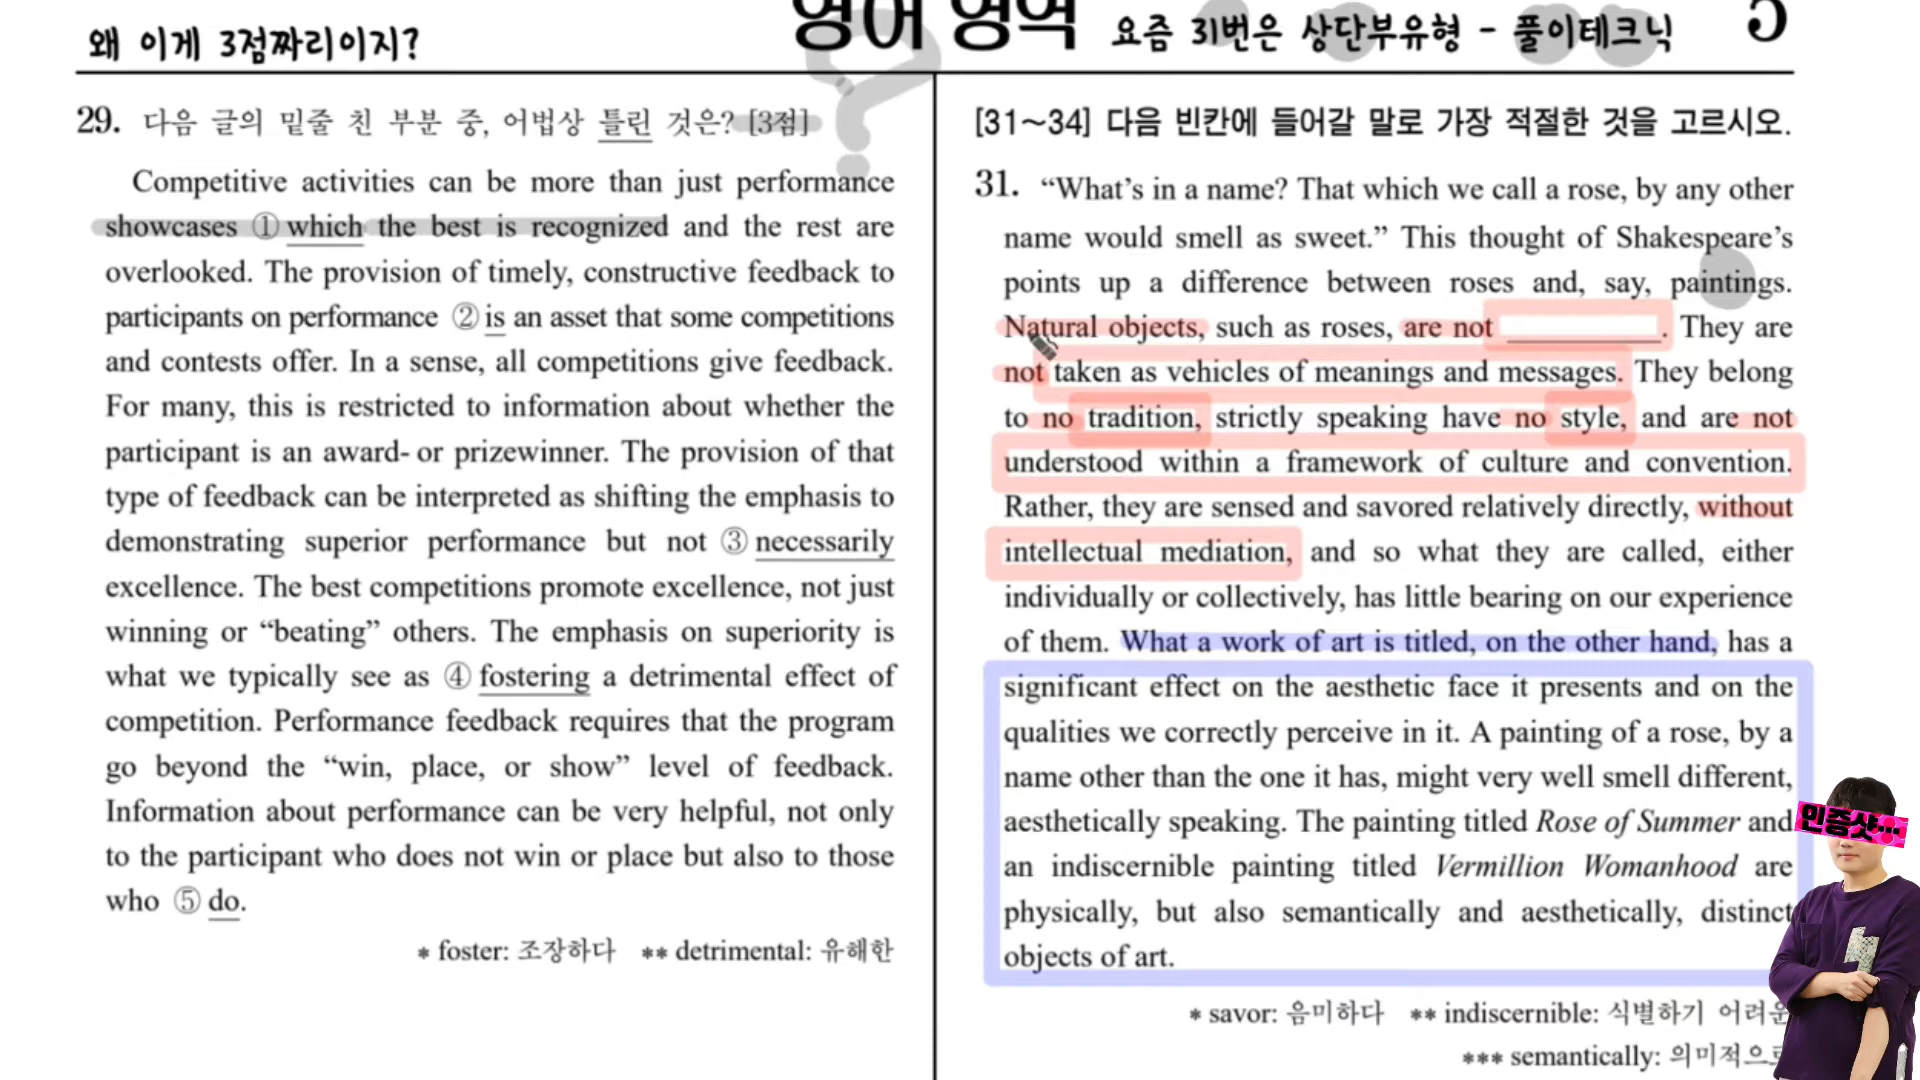 왜 이게 3점짜리이지?
영어 영역
요즘 31번은 상단부유형 - 풀이테크닉
5
29. 다음 글의 밑줄 친 부분 중, 어법상 틀린 것은? [3점]
Competitive activities can be more than just performance
showcases ① which the best is recognized and the rest are
overlooked. The provision of timely, constructive feedback to
participants on performance ② is an asset that some competitions
and contests offer. In a sense, all competitions give feedback.
For many, this is restricted to information about whether the
participant is an award- or prizewinner. The provision of that
type of feedback can be interpreted as shifting the emphasis to
demonstrating superior performance but not ③ necessarily
excellence. The best competitions promote excellence, not just
winning or “beating” others. The emphasis on superiority is
what we typically see as ④ fostering a detrimental effect of
competition. Performance feedback requires that the program
go beyond the “win, place, or show” level of feedback.
Information about performance can be very helpful, not only
to the participant who does not win or place but also to those
who ⑤ do.
* foster: 조장하다 ** detrimental: 유해한
[31~34] 다음 빈칸에 들어갈 말로 가장 적절한 것을 고르시오.
31. “What’s in a name? That which we call a rose, by any other
name would smell as sweet.” This thought of Shakespeare’s
points up a difference between roses and, say, paintings.
Natural objects, such as roses, are not __________. They are
not taken as vehicles of meanings and messages. They belong
to no tradition, strictly speaking have no style, and are not
understood within a framework of culture and convention.
Rather, they are sensed and savored relatively directly, without
intellectual mediation, and so what they are called, either
individually or collectively, has little bearing on our experience
of them. What a work of art is titled, on the other hand, has a
significant effect on the aesthetic face it presents and on the
qualities we correctly perceive in it. A painting of a rose, by a
name other than the one it has, might very well smell different,
aesthetically speaking. The painting titled Rose of Summer and
an indiscernible painting titled Vermillion Womanhood are
physically, but also semantically and aesthetically, distinct
objects of art.
* savor: 음미하다 ** indiscernible: 식별하기 어려운
*** semantically: 의미적으로
인증샷...